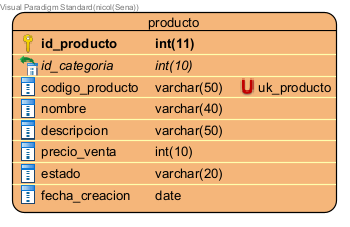 Visual Paradigm Standard(nicol(Sena))
producto
id_producto int(11)
id_categoria int(10)
codigo_producto varchar(50) U uk_producto
nombre varchar(40)
descripcion varchar(50)
precio_venta int(10)
estado varchar(20)
fecha_creacion date